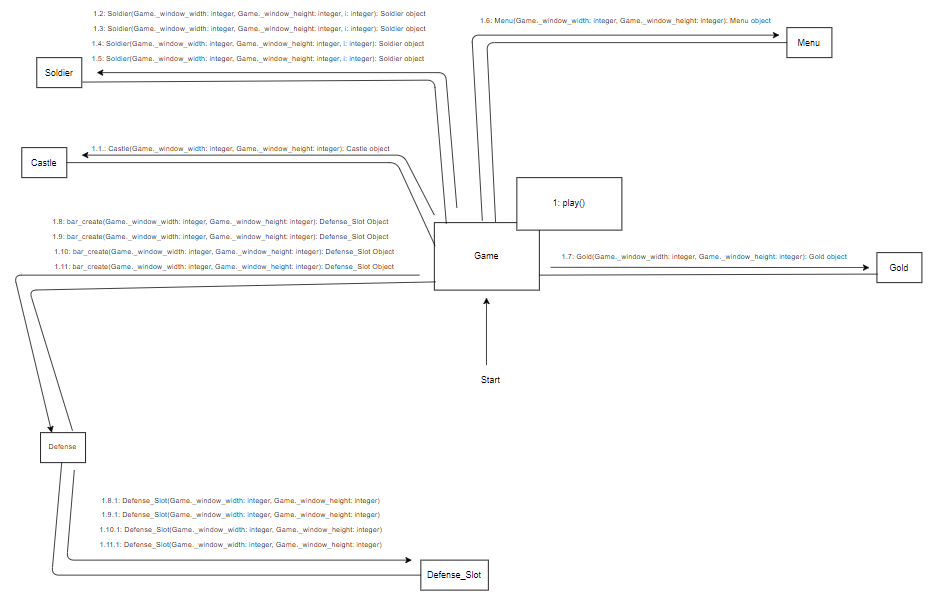 1.2: Soldier(Game._window_width: integer, Game._window_height: integer, i: integer): Soldier object
1.3: Soldier(Game._window_width: integer, Game._window_height: integer, i: integer): Soldier object
1.4: Soldier(Game._window_width: integer, Game._window_height: integer, i: integer): Soldier object
1.5: Soldier(Game._window_width: integer, Game._window_height: integer, i: integer): Soldier object
1.6: Menu(Game._window_width: integer, Game._window_height: integer): Menu object
Menu
Soldier
1.1.: Castle(Game._window_width: integer, Game._window_height: integer): Castle object
Castle
1: play()
1.8: bar_create(Game._window_width: integer, Game._window_height: integer): Defense_Slot Object
1.9: bar_create(Game._window_width: integer, Game._window_height: integer): Defense_Slot Object
1.10: bar_create(Game._window_width: integer, Game._window_height: integer): Defense_Slot Object
1.11: bar_create(Game._window_width: integer, Game._window_height: integer): Defense_Slot Object
Game
1.7: Gold(Game._window_width: integer, Game._window_height: integer): Gold object
Gold
Start
Defense
1.8.1: Defense_Slot(Game._window_width: integer, Game._window_height: integer)
1.9.1: Defense_Slot(Game._window_width: integer, Game._window_height: integer)
1.10.1: Defense_Slot(Game._window_width: integer, Game._window_height: integer)
1.11.1: Defense_Slot(Game._window_width: integer, Game._window_height: integer)
Defense_Slot